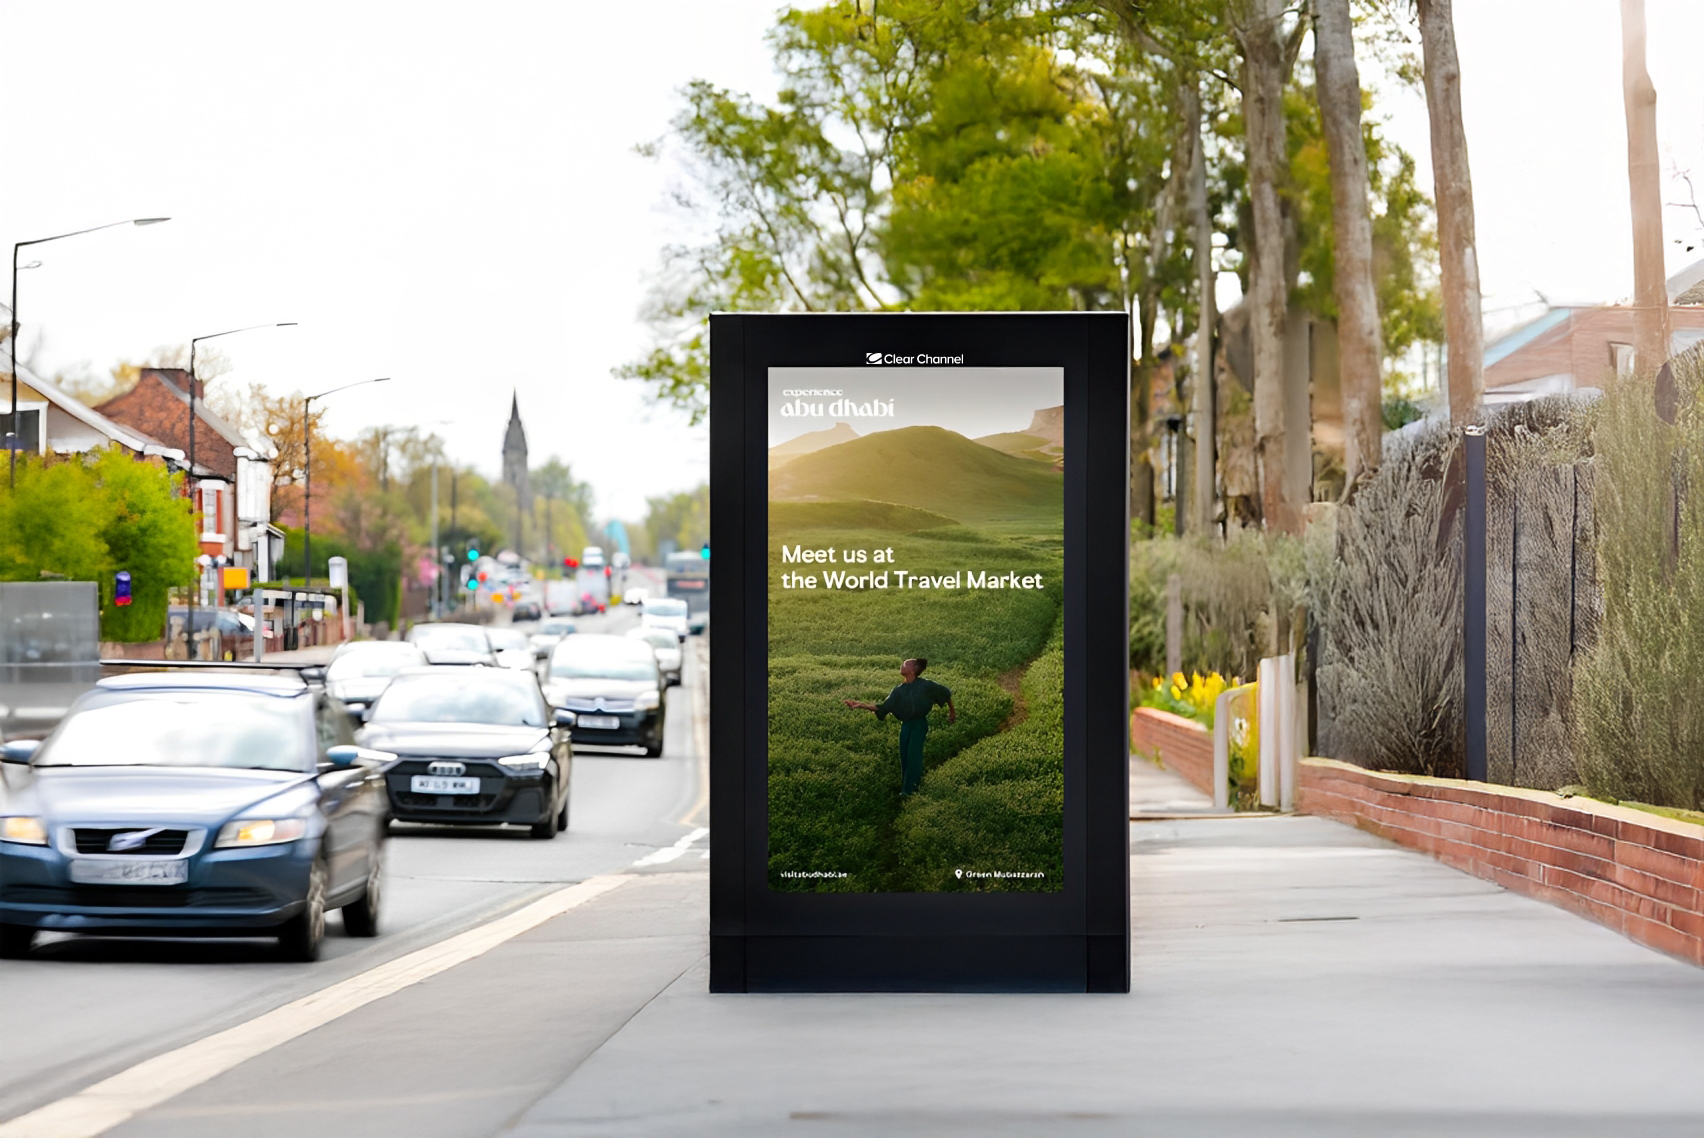 Clear Channel
experience
abu dhabi
Meet us at
the World Travel Market
visitabudhabi.ae
Green Mubazzarah